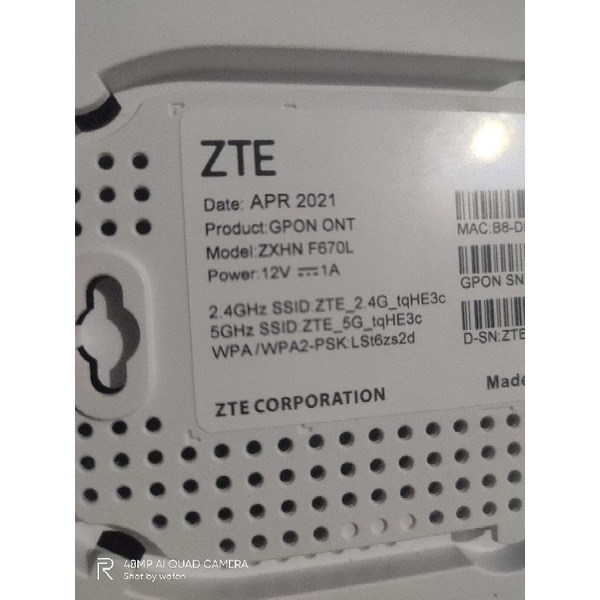 ZTE
Date: APR 2021
Product:GPON ONT
Model:ZXHN F670L
Power:12V ⎓1A
2.4GHz SSID:ZTE_2.4G_tqHE3c
5GHz SSID:ZTE_5G_tqHE3c
WPA/WPA2-PSK:LSt6zs2d
ZTE CORPORATION
MAC:B8-D
GPON SN
D-SN:ZTE
Made
48MP AI QUAD CAMERA
Shot by waten